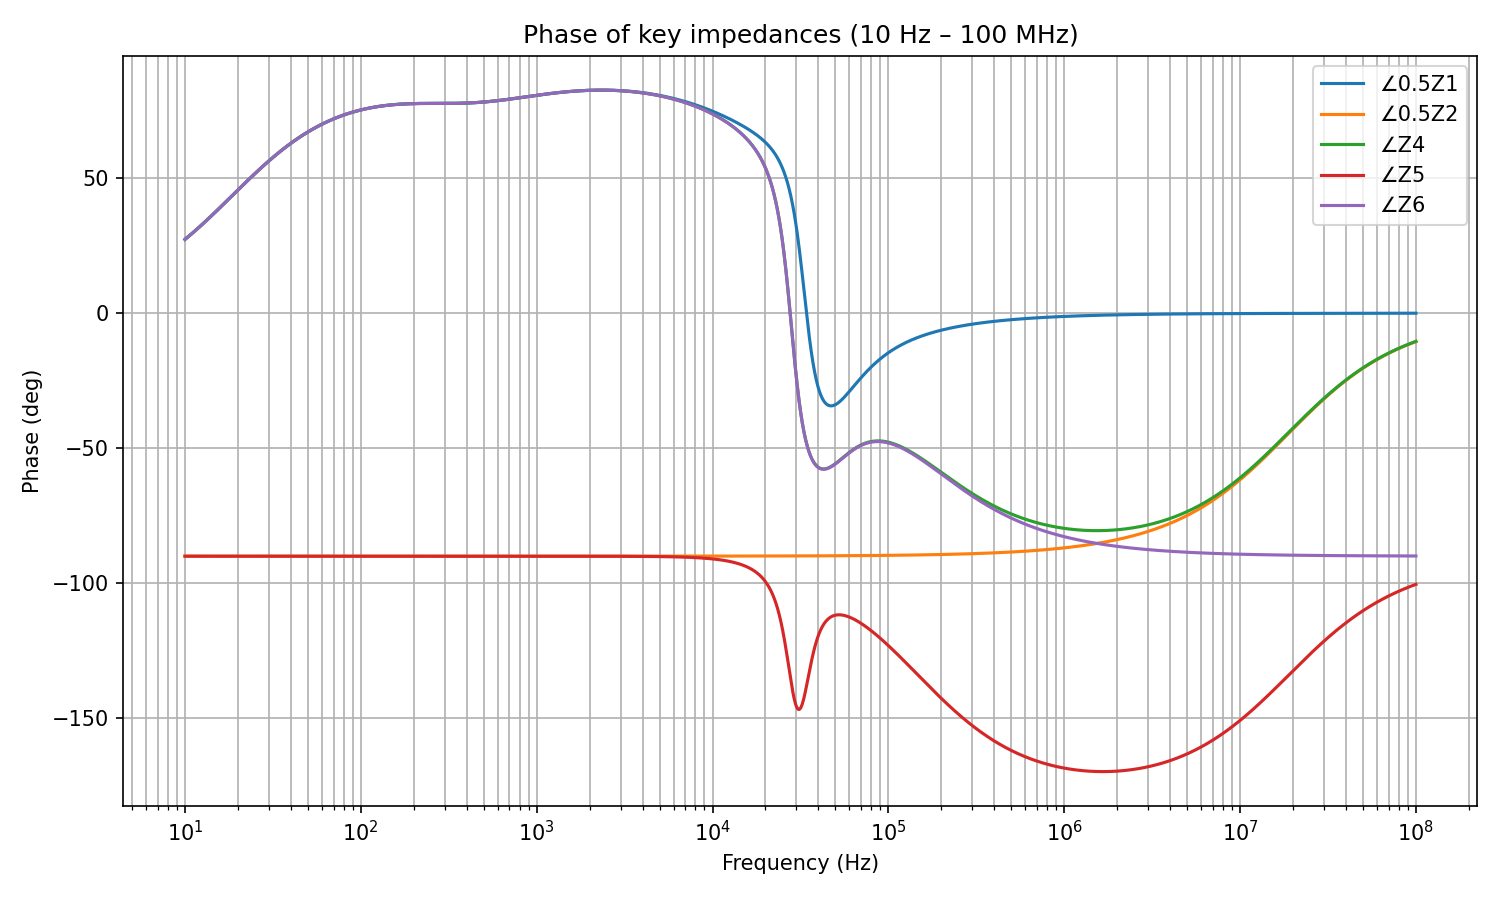 Phase of key impedances (10 Hz – 100 MHz)
∠0.5Z1
∠0.5Z2
∠Z4
∠Z5
∠Z6
Phase (deg)
50
0
−50
−100
−150
10¹ 10² 10³ 10⁴ 10⁵ 10⁶ 10⁷ 10⁸
Frequency (Hz)